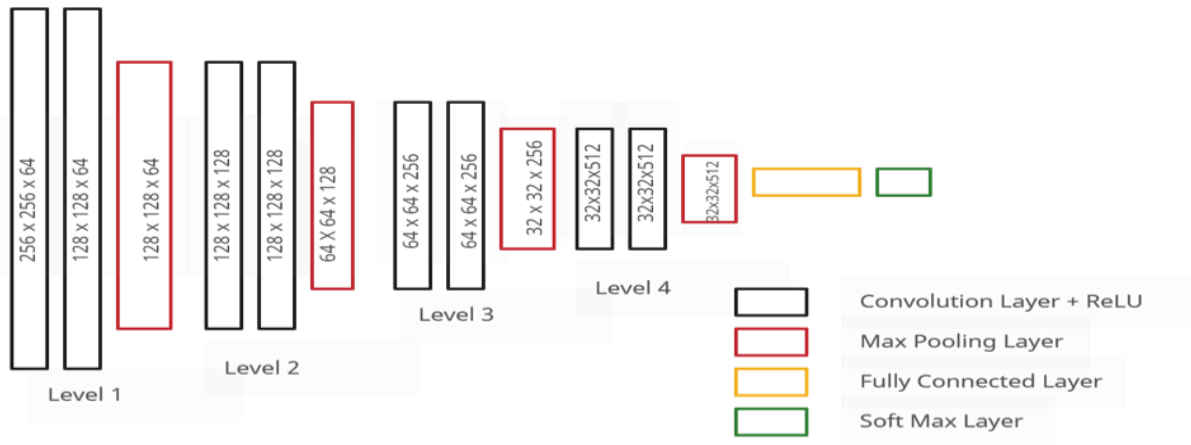 256 x 256 x 64
128 x 128 x 64
128 x 128 x 64
128 x 128 x 128
128 x 128 x 128
64 X 64 x 128
64 x 64 x 256
64 x 64 x 256
32 x 32 x 256
32x32x512
32x32x512
32x32x512
Level 1
Level 2
Level 3
Level 4
Convolution Layer + ReLU
Max Pooling Layer
Fully Connected Layer
Soft Max Layer